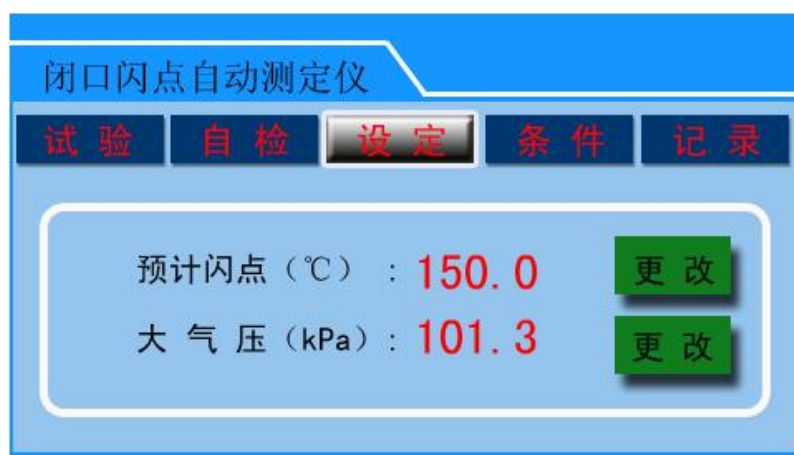 闭口闪点自动测定仪
试 验 自 检 设 定 条 件 记 录
预计闪点（℃）：150.0 更 改
大 气 压（kPa）：101.3 更 改